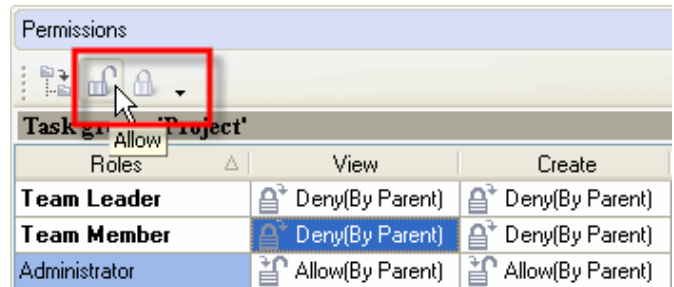 Permissions
Task 'Project'
Allow
Roles View Create
Team Leader Deny(By Parent) Deny(By Parent)
Team Member Deny(By Parent) Deny(By Parent)
Administrator Allow(By Parent) Allow(By Parent)